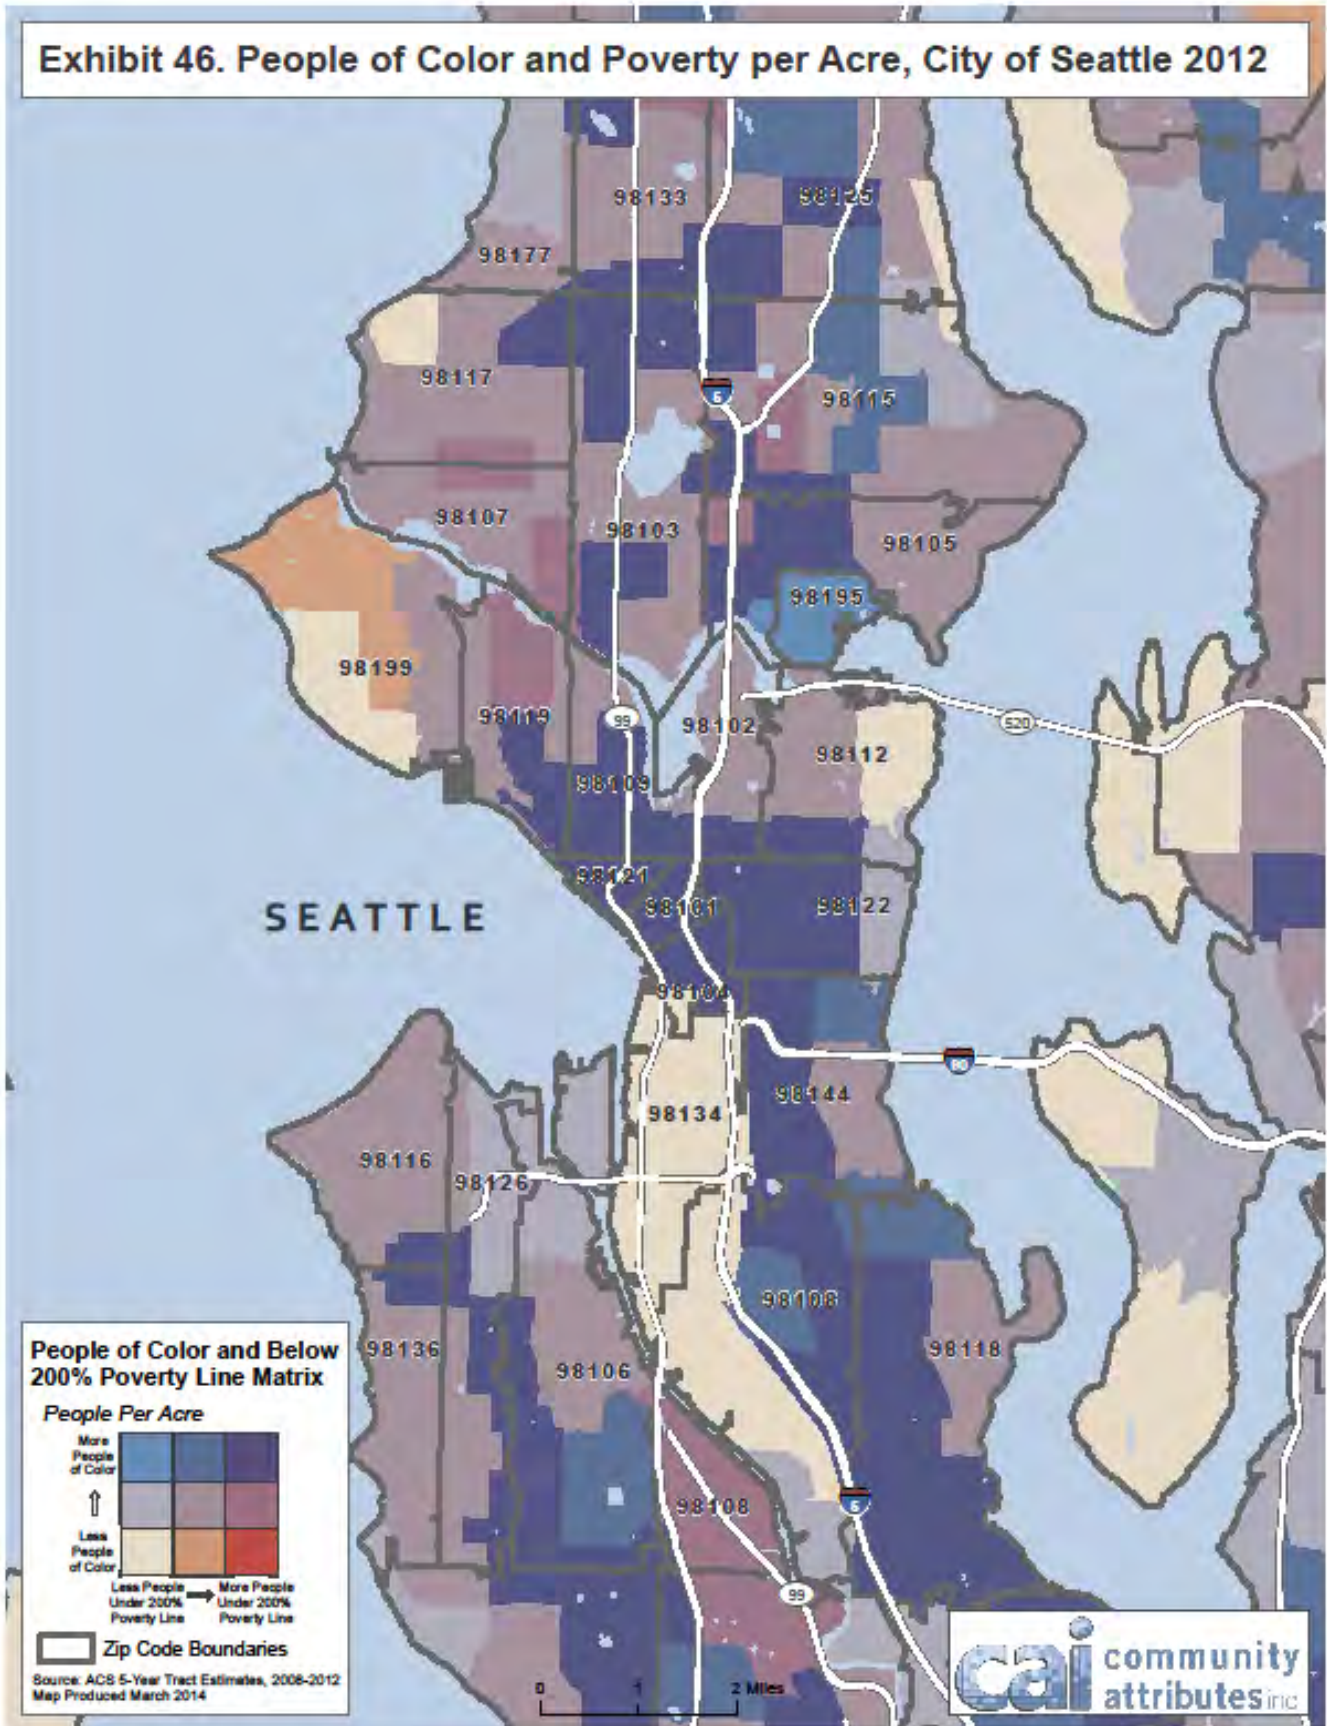 Exhibit 46. People of Color and Poverty per Acre, City of Seattle 2012
98133
98125
98177
98117
98115
98107
98103
98105
98195
98199
98119
99
98102
520
98112
98109
98121
98101
98122
SEATTLE
98104
98134
98144
98116
98126
98108
98136
98118
98106
98108
99
People of Color and Below
200% Poverty Line Matrix
People Per Acre
More
People
of Color
Less
People
of Color
Less People
Under 200%
Poverty Line
More People
Under 200%
Poverty Line
Zip Code Boundaries
Source: ACS 5-Year Tract Estimates, 2008-2012
Map Produced March 2014
0 1 2 Miles
cai community
attributes inc